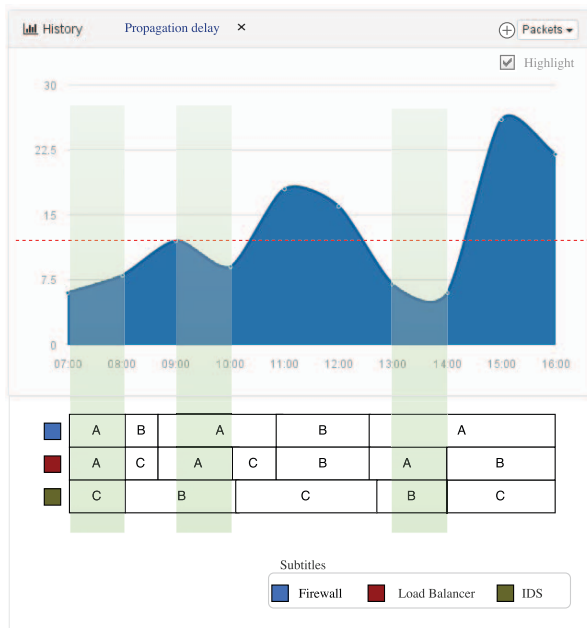 History Propagation delay × Packets
Highlight
30
22.5
15
7.5
0
07:00 08:00 09:00 10:00 11:00 12:00 13:00 14:00 15:00 16:00
A B A B A
A C A C B A B
C B C B C
Subtitles
Firewall Load Balancer IDS